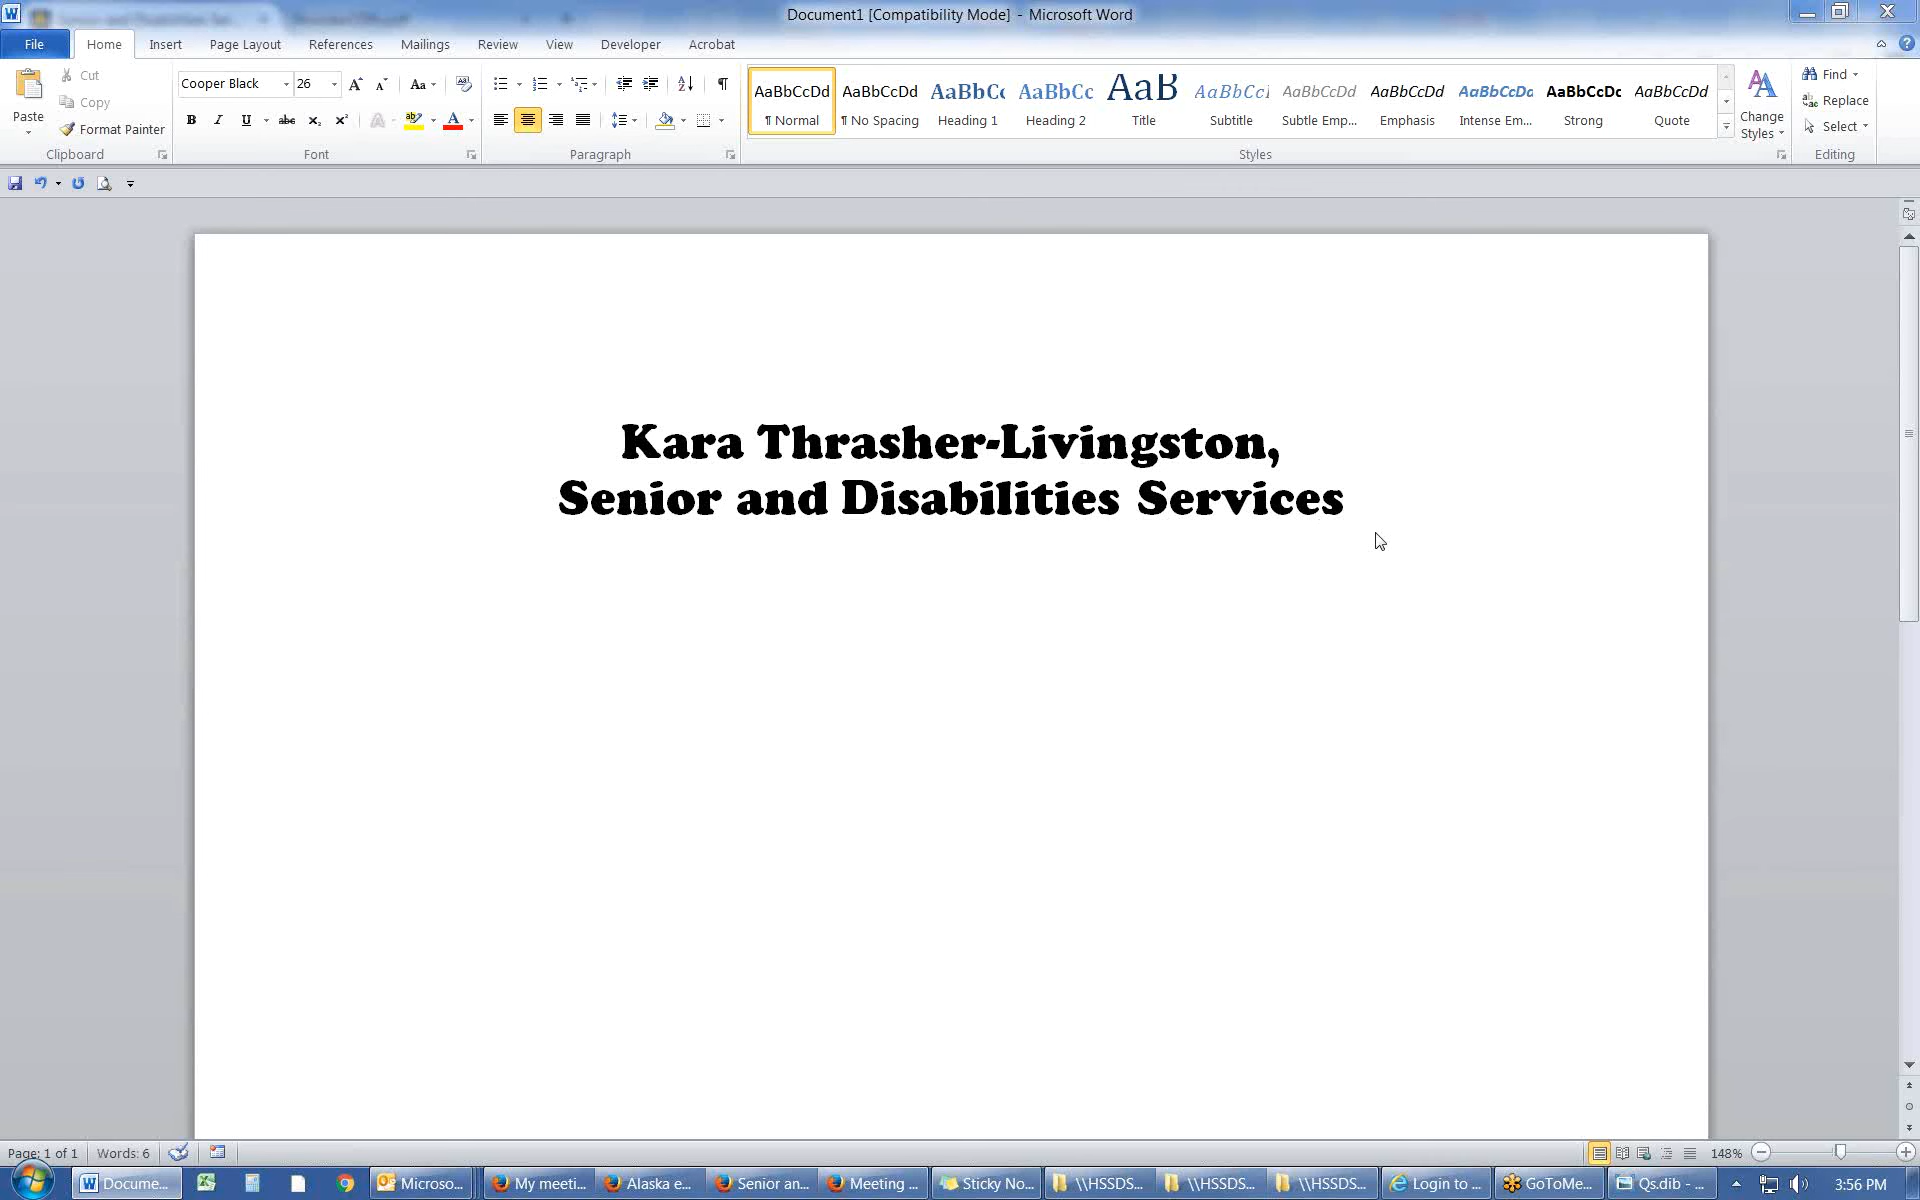 Document1 [Compatibility Mode] - Microsoft Word
File Home Insert Page Layout References Mailings Review View Developer Acrobat
Cut
Copy
Paste
Format Painter
Clipboard
Cooper Black 26
Aa
B I U abc x₂ x² A ab A
Font
Paragraph
AaBbCcDd AaBbCcDd AaBbCc AaBbCc AaB AaBbCcI AaBbCcDd AaBbCcDd AaBbCcDd AaBbCcDc AaBbCcDd
¶ Normal ¶ No Spacing Heading 1 Heading 2 Title Subtitle Subtle Emp... Emphasis Intense Em... Strong Quote
Styles
Change
Styles
Find
Replace
Select
Editing
Kara Thrasher-Livingston,
Senior and Disabilities Services
Page: 1 of 1 Words: 6 148%
Docume... Microso... My meeti... Alaska e... Senior an... Meeting ... Sticky No... \\HSSDS... \\HSSDS... \\HSSDS... Login to ... GoToMe... Qs.dib - ... 3:56 PM